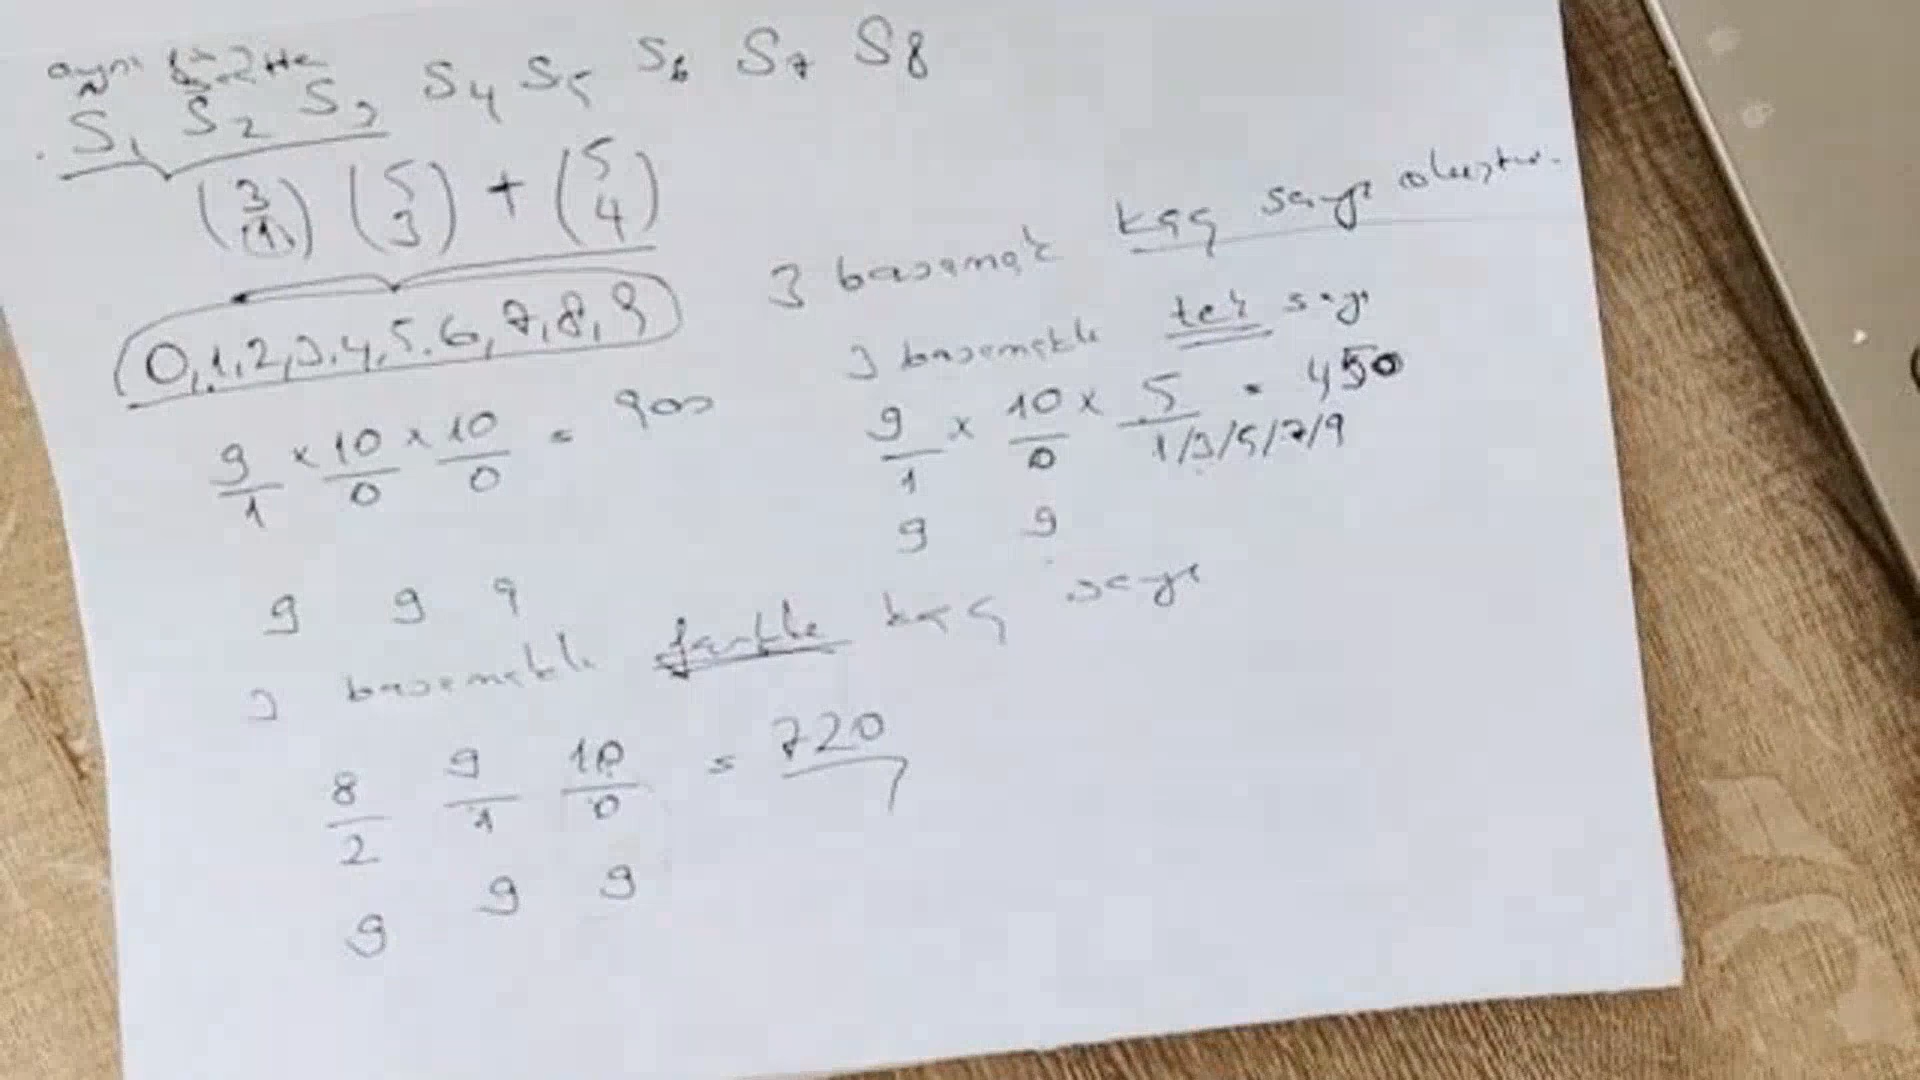 aynı
S1 S2 S3 S4 S5 S6 S7 S8
(3 1) (5 3) + (5 4)
0,1,2,3,4,5,6,7,8,9
9/1 x 10/0 x 10/0 = 900
9 9 9
3 basamak kaç sayı oluştur.
3 basamaklı tek sayı
9/1 x 10/0 x 5 = 450
1/3/5/7/9
9 9
3 basamaklı farklı kaç sayı
8/2 9/1 10/0 = 720
9 9 9